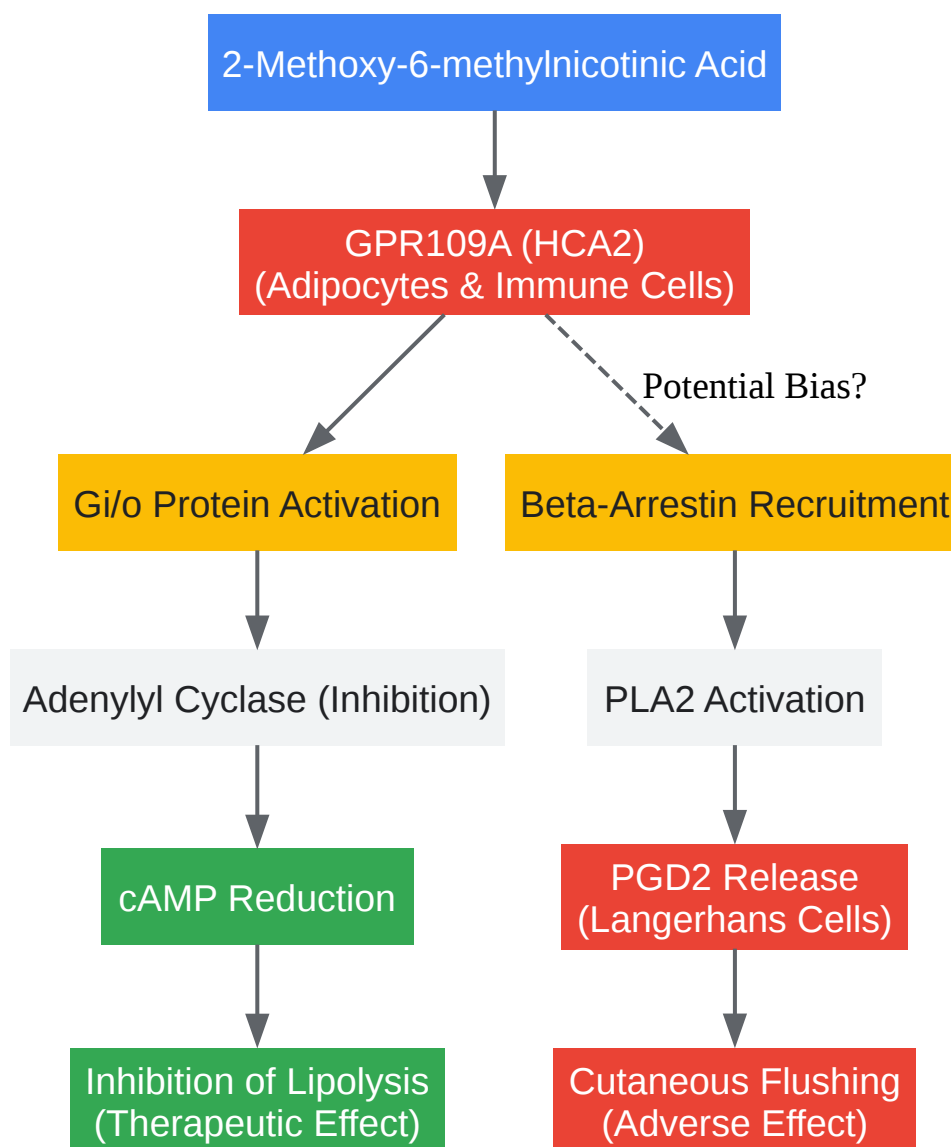 2-Methoxy-6-methylnicotinic Acid
GPR109A (HCA2)
(Adipocytes & Immune Cells)
Potential Bias?
Gi/o Protein Activation
Beta-Arrestin Recruitment
Adenylyl Cyclase (Inhibition)
PLA2 Activation
cAMP Reduction
PGD2 Release
(Langerhans Cells)
Inhibition of Lipolysis
(Therapeutic Effect)
Cutaneous Flushing
(Adverse Effect)